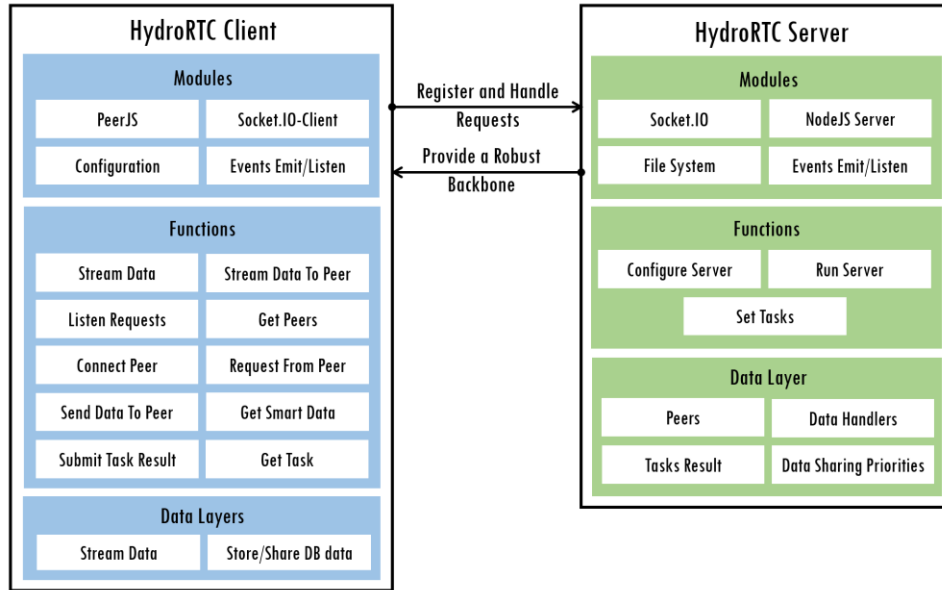 HydroRTC Client
Modules
PeerJS
Socket.IO-Client
Configuration
Events Emit/Listen
Functions
Stream Data
Stream Data To Peer
Listen Requests
Get Peers
Connect Peer
Request From Peer
Send Data To Peer
Get Smart Data
Submit Task Result
Get Task
Data Layers
Stream Data
Store/Share DB data
Register and Handle
Requests
Provide a Robust
Backbone
HydroRTC Server
Modules
Socket.IO
NodeJS Server
File System
Events Emit/Listen
Functions
Configure Server
Run Server
Set Tasks
Data Layer
Peers
Data Handlers
Tasks Result
Data Sharing Priorities